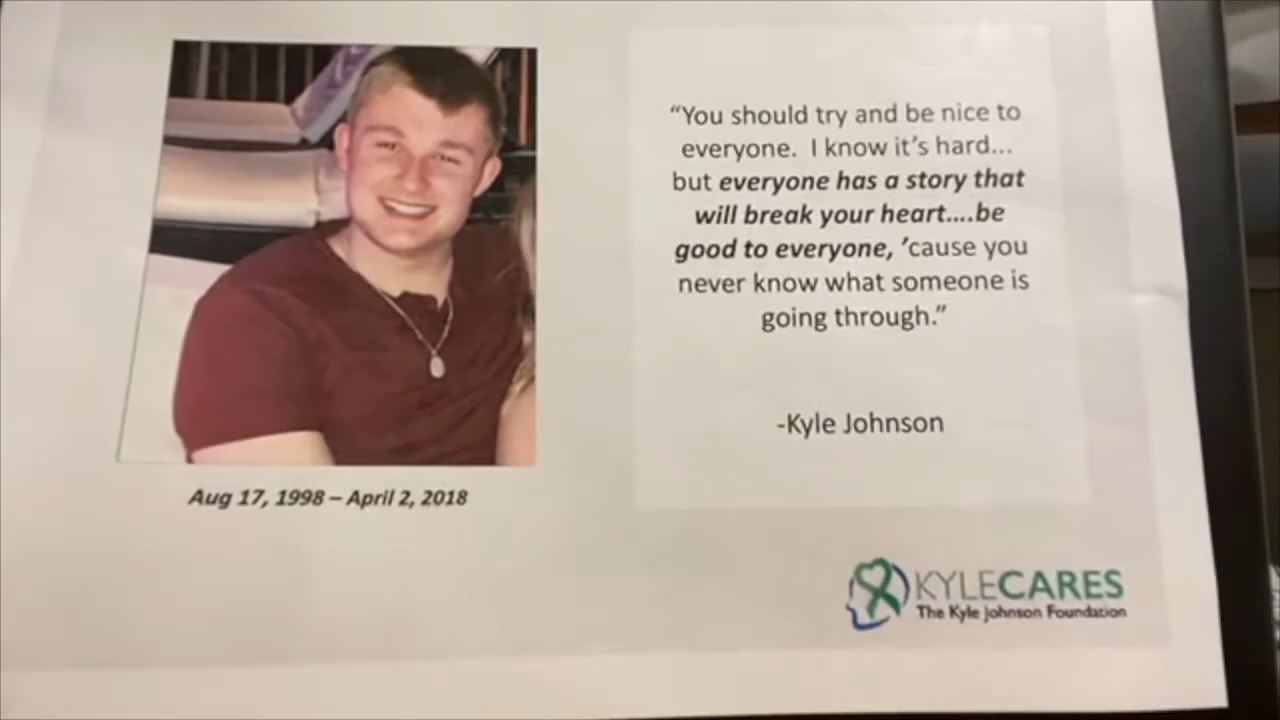 “You should try and be nice to
everyone.  I know it’s hard...
but everyone has a story that
will break your heart....be
good to everyone, ’cause you
never know what someone is
going through.”
-Kyle Johnson
Aug 17, 1998 – April 2, 2018
KYLECARES
The Kyle Johnson Foundation